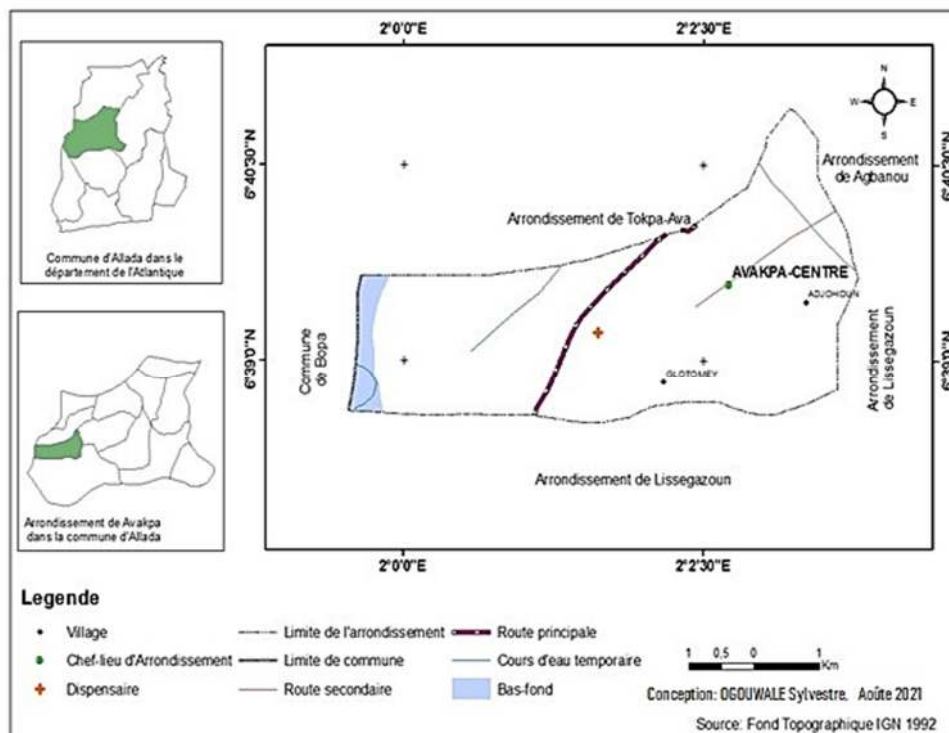 2°0'0"E
2°2'30"E
Commune d'Allada dans le
département de l'Atlantique
Arrondissement de Avakpa
dans la commune d'Allada
N
W
E
S
6°40'30"N
6°40'30"N
Arrondissement
de Agbanou
Arrondissement de Tokpa-Ava
AVAKPA-CENTRE
ADJOHOUN
Commune
de Bopa
6°39'0"N
6°39'0"N
GLOTOMEY
Arrondissement
de Lissegazoun
Arrondissement de Lissegazoun
2°0'0"E
2°2'30"E
Legende
Village
Limite de l'arrondissement
Route principale
Chef-lieu d'Arrondissement
Limite de commune
Cours d'eau temporaire
Dispensaire
Route secondaire
Bas-fond
1 0,5 0 1
Km
Conception: OGOUWALE Sylvestre, Aoûte 2021
Source: Fond Topographique IGN 1992